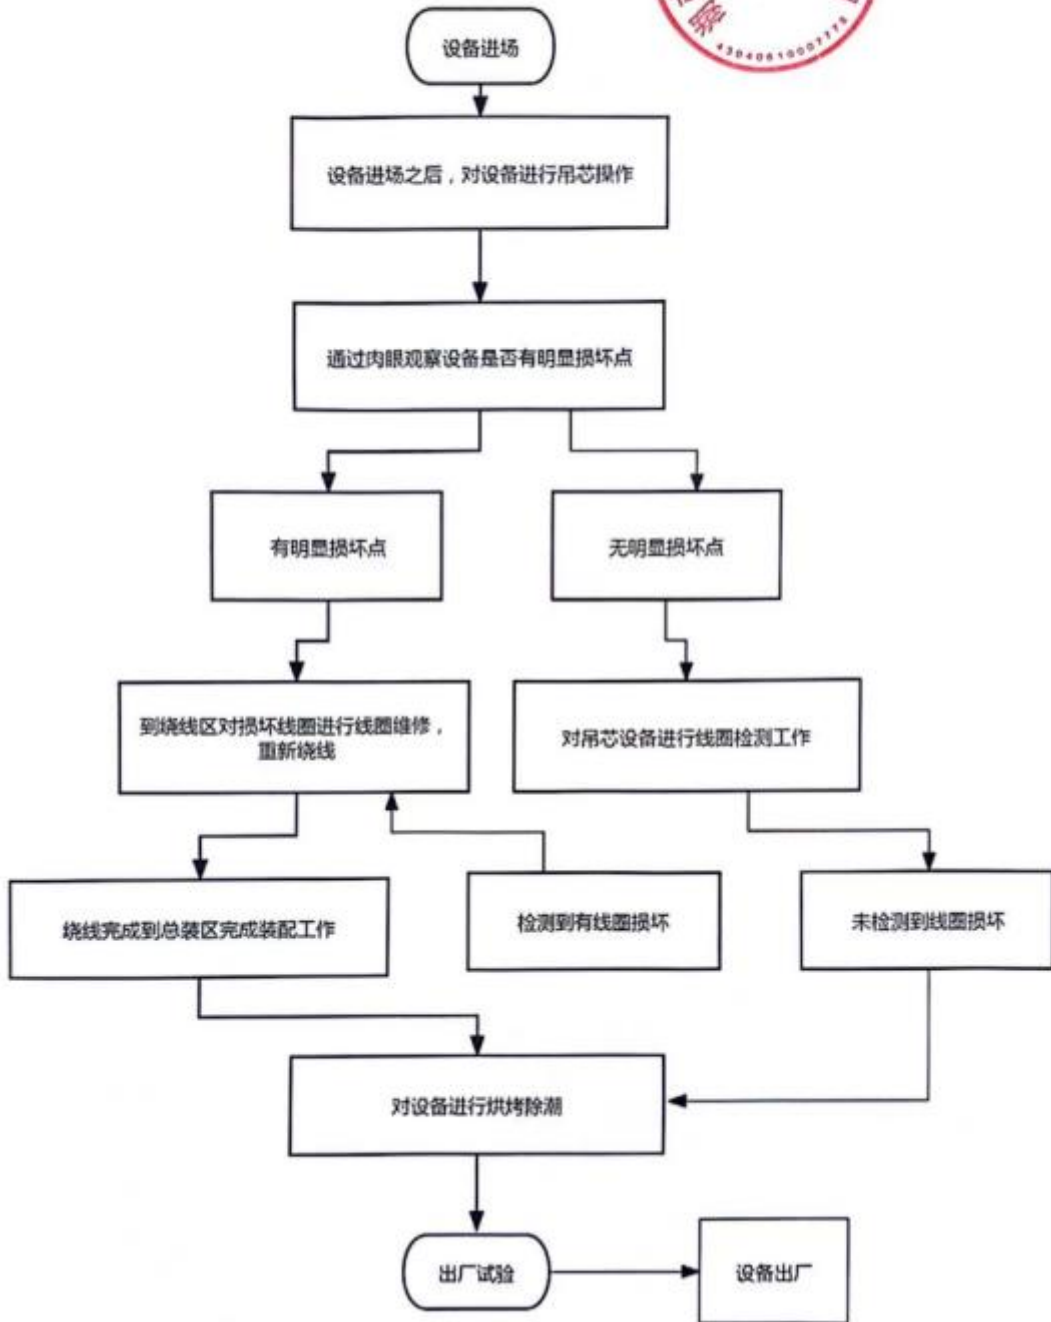 设备进场
43040610007775
设备进场之后，对设备进行吊芯操作
通过肉眼观察设备是否有明显损坏点
有明显损坏点
无明显损坏点
到绕线区对损坏线圈进行线圈维修，
重新绕线
对吊芯设备进行线圈检测工作
绕线完成到总装区完成装配工作
检测到有线圈损坏
未检测到线圈损坏
对设备进行烘烤除潮
出厂试验
设备出厂